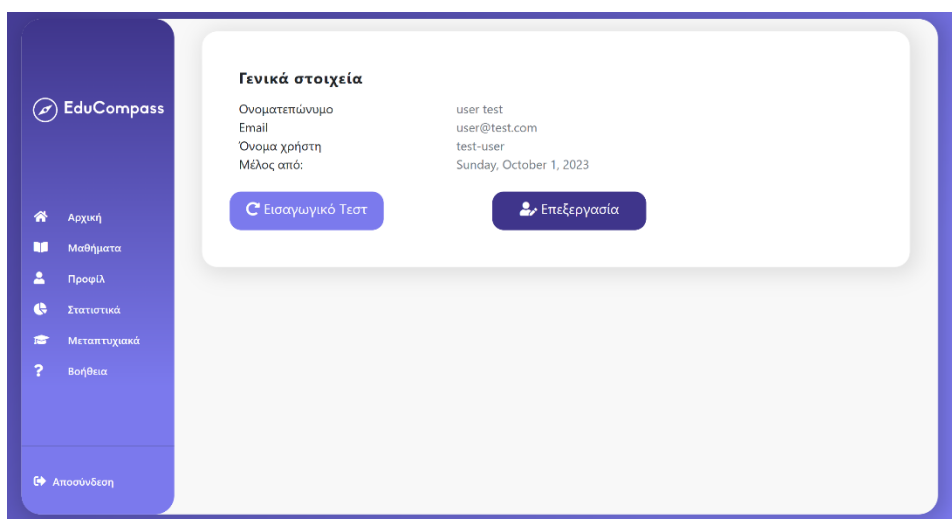 EduCompass
Αρχική
Μαθήματα
Προφίλ
Στατιστικά
Μεταπτυχιακά
Βοήθεια
Αποσύνδεση
Γενικά στοιχεία
Ονοματεπώνυμο user test
Email user@test.com
Όνομα χρήστη test-user
Μέλος από: Sunday, October 1, 2023
Εισαγωγικό Τεστ Επεξεργασία